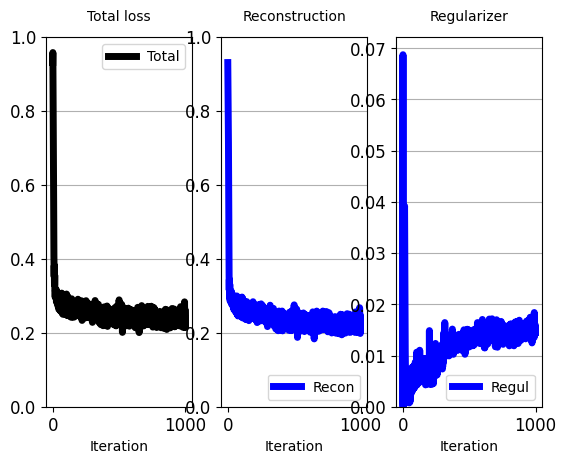 Total loss
Reconstruction
Regularizer
1.0
0.8
0.6
0.4
0.2
0.0
0
1000
Iteration
Total
1.0
0.8
0.6
0.4
0.2
0.0
0
1000
Iteration
Recon
0.07
0.06
0.05
0.04
0.03
0.02
0.01
0.00
0
1000
Iteration
Regul